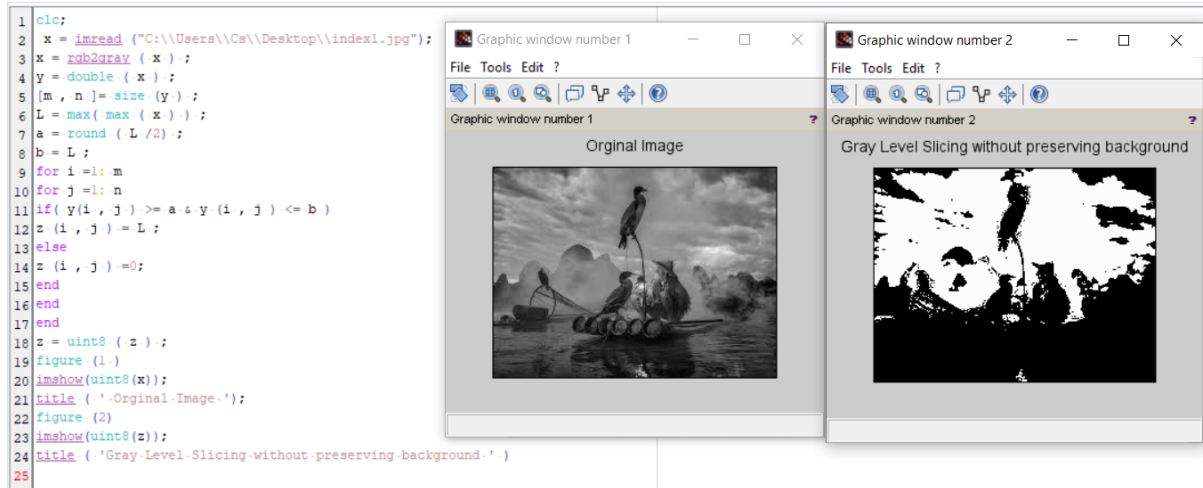 1 clc;
2 x = imread ("C:\\Users\\Cs\\Desktop\\index1.jpg");
3 x = rgb2gray ( x ) ;
4 y = double ( x ) ;
5 [m , n ]= size (y ) ;
6 L = max( max ( x ) ) ;
7 a = round ( L /2) ;
8 b = L ;
9 for i =1: m
10 for j =1: n
11 if( y(i , j ) >= a & y (i , j ) <= b )
12 z (i , j ) = L ;
13 else
14 z (i , j ) =0;
15 end
16 end
17 end
18 z = uint8 ( z ) ;
19 figure (1 )
20 imshow(uint8(x));
21 title ( ' Orginal Image ');
22 figure (2)
23 imshow(uint8(z));
24 title ( 'Gray Level Slicing without preserving background ' )
25
Graphic window number 1
File Tools Edit ?
Graphic window number 1 ?
Orginal Image
Graphic window number 2
File Tools Edit ?
Graphic window number 2 ?
Gray Level Slicing without preserving background